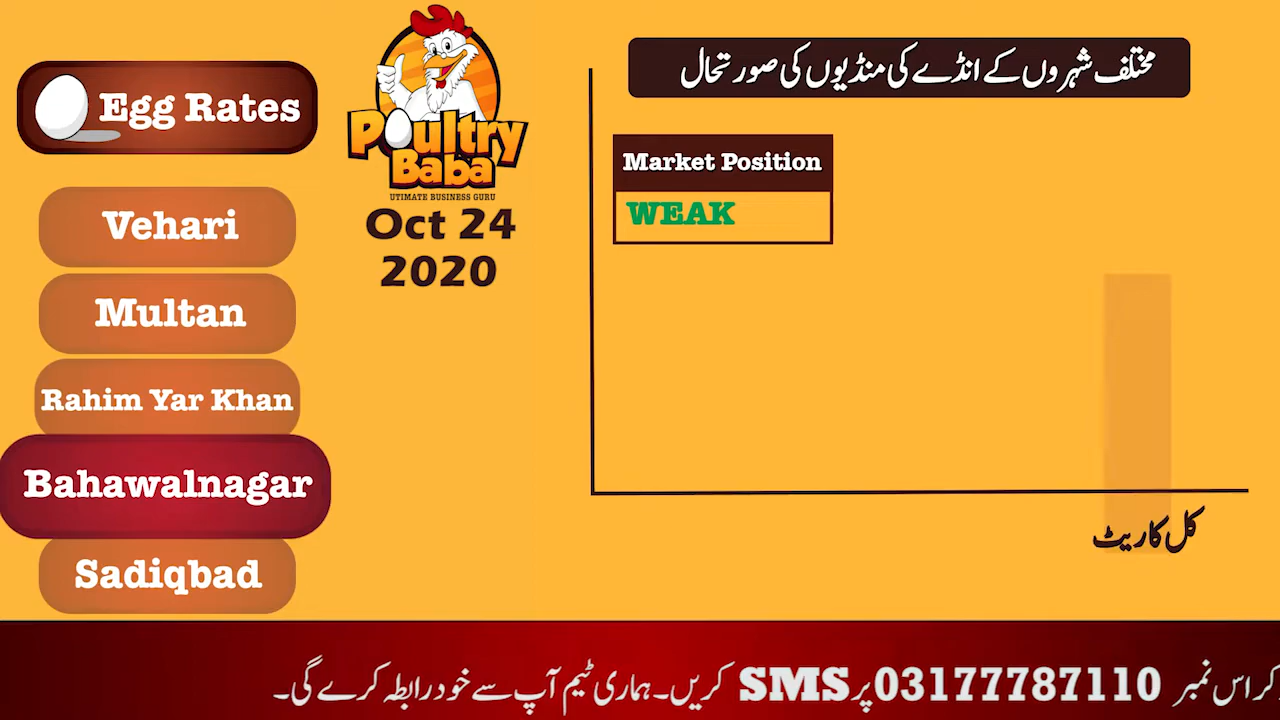 Egg Rates
Vehari
Multan
Rahim Yar Khan
Bahawalnagar
Sadiqbad
Poultry
Baba
UTIMATE BUSINESS GURU
Oct 24
2020
مختلف شہروں کے انڈے کی منڈیوں کی صورتحال
Market Position
WEAK
کل کا ریٹ
کر اس نمبر 03177787110 پر SMS کریں۔ ہماری ٹیم آپ سے خود رابطہ کرے گی۔